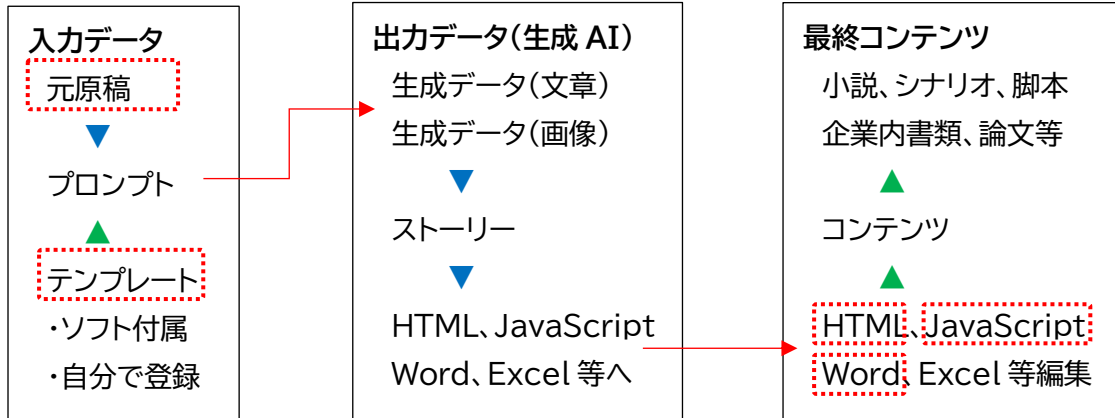 入力データ
元原稿
プロンプト
テンプレート
・ソフト付属
・自分で登録
出力データ(生成 AI)
生成データ(文章)
生成データ(画像)
ストーリー
HTML、JavaScript
Word、Excel 等へ
最終コンテンツ
小説、シナリオ、脚本
企業内書類、論文等
コンテンツ
HTML、JavaScript
Word、Excel 等編集